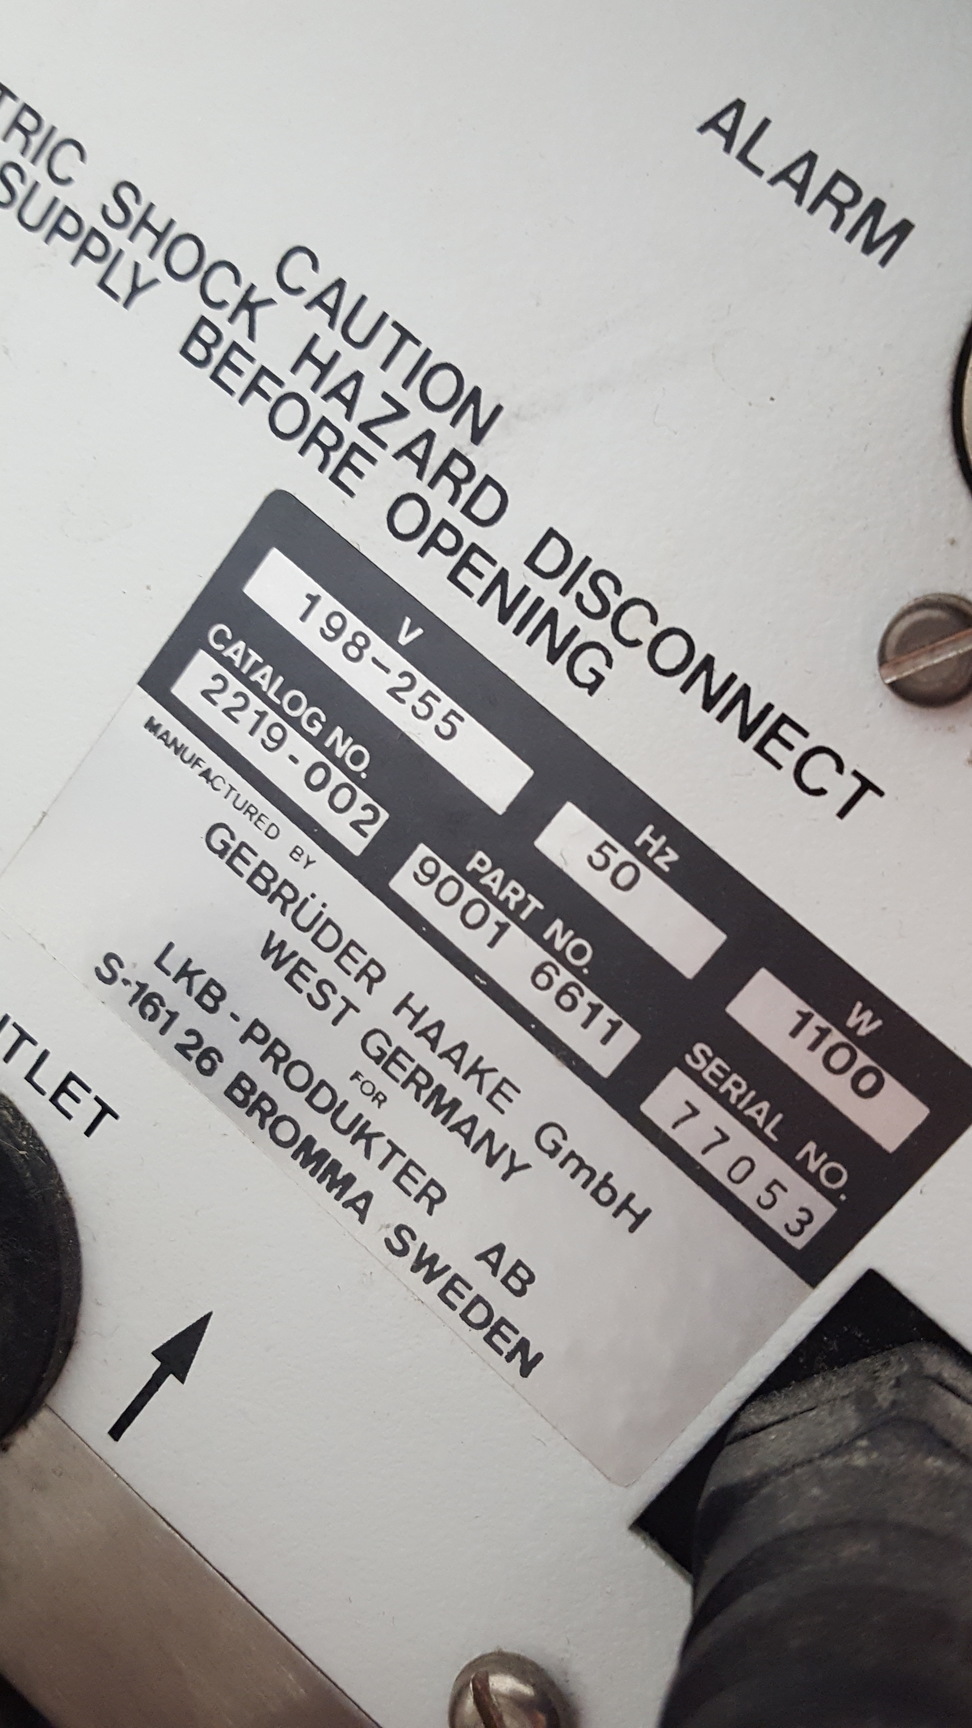 ALARM
CAUTION
TRIC SHOCK HAZARD DISCONNECT
SUPPLY BEFORE OPENING
V Hz W
198-255 50 1100
CATALOG NO. PART NO. SERIAL NO.
2219-002 9001 6611 77053
MANUFACTURED BY
GEBRÜDER HAAKE GmbH
WEST GERMANY
FOR
LKB-PRODUKTER AB
S-161 26 BROMMA SWEDEN
TLET